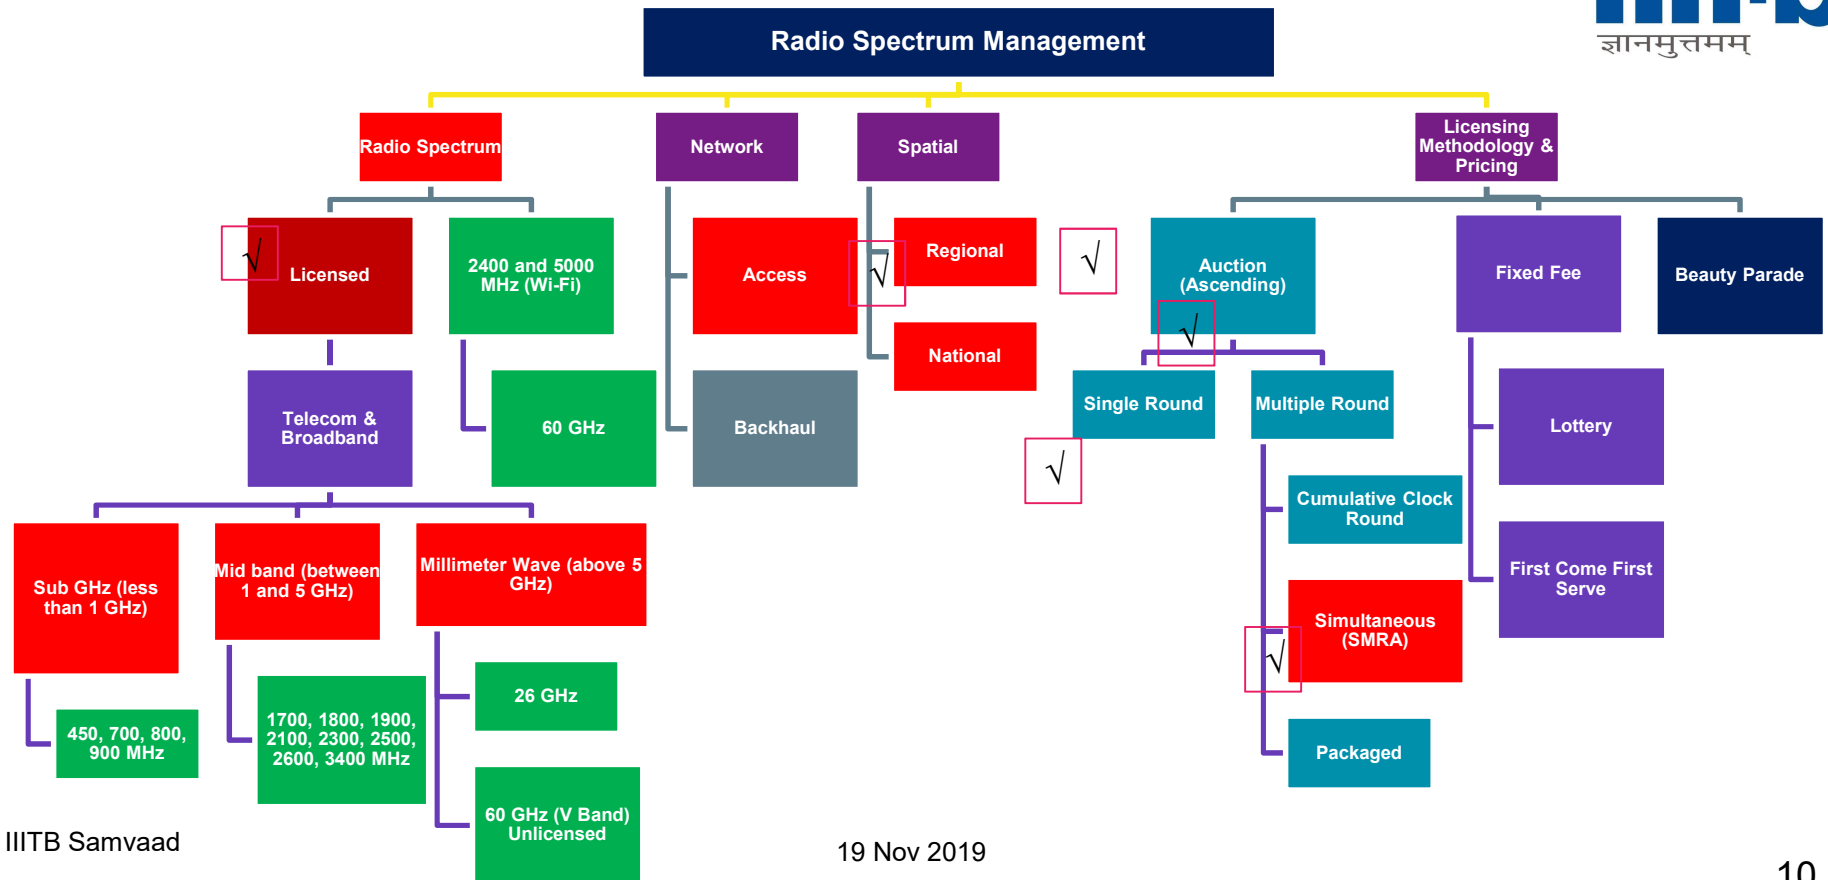 Radio Spectrum Management
ज्ञानमुत्तमम्
Radio Spectrum
Network
Spatial
Licensing
Methodology &
Pricing
√
Licensed
2400 and 5000
MHz (Wi-Fi)
Access
√
Regional
√
Auction
(Ascending)
√
Fixed Fee
Beauty Parade
National
Telecom &
Broadband
60 GHz
Backhaul
Single Round
Multiple Round
Lottery
√
Cumulative Clock
Round
Sub GHz (less
than 1 GHz)
Mid band (between
1 and 5 GHz)
Millimeter Wave (above 5
GHz)
First Come First
Serve
Simultaneous
(SMRA)
√
26 GHz
450, 700, 800,
900 MHz
1700, 1800, 1900,
2100, 2300, 2500,
2600, 3400 MHz
Packaged
60 GHz (V Band)
Unlicensed
IIITB Samvaad
19 Nov 2019
10